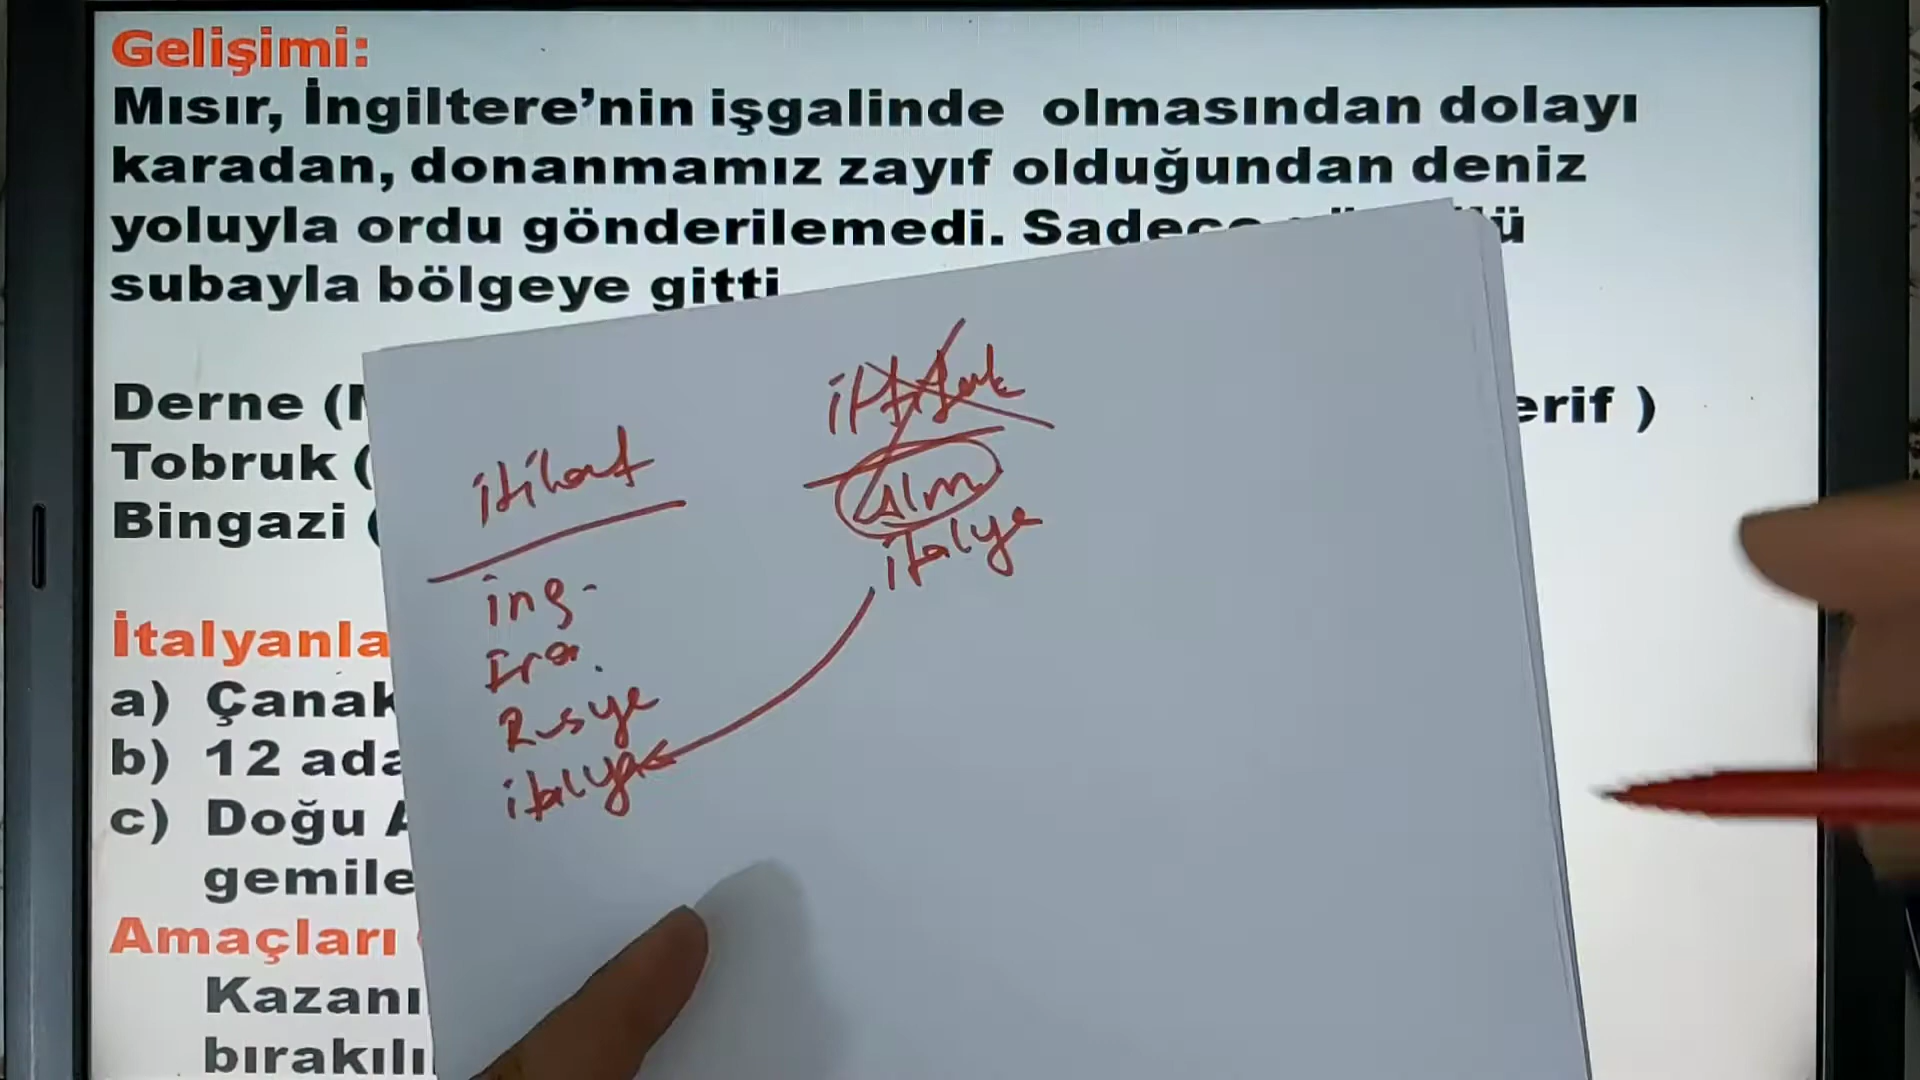 Gelişimi:
Mısır, İngiltere’nin işgalinde olmasından dolayı
karadan, donanmamız zayıf olduğundan deniz
yoluyla ordu gönderilemedi. Sadece
subayla bölgeye gitti
Derne ( erif )
Tobruk (
Bingazi (
İtalyanla
a) Çanak
b) 12 ada
c) Doğu A
gemile
Amaçları
Kazanı
bırakılı
itilaf
ing.
Fra.
Rusya
italya
ittifak
Alm
italya